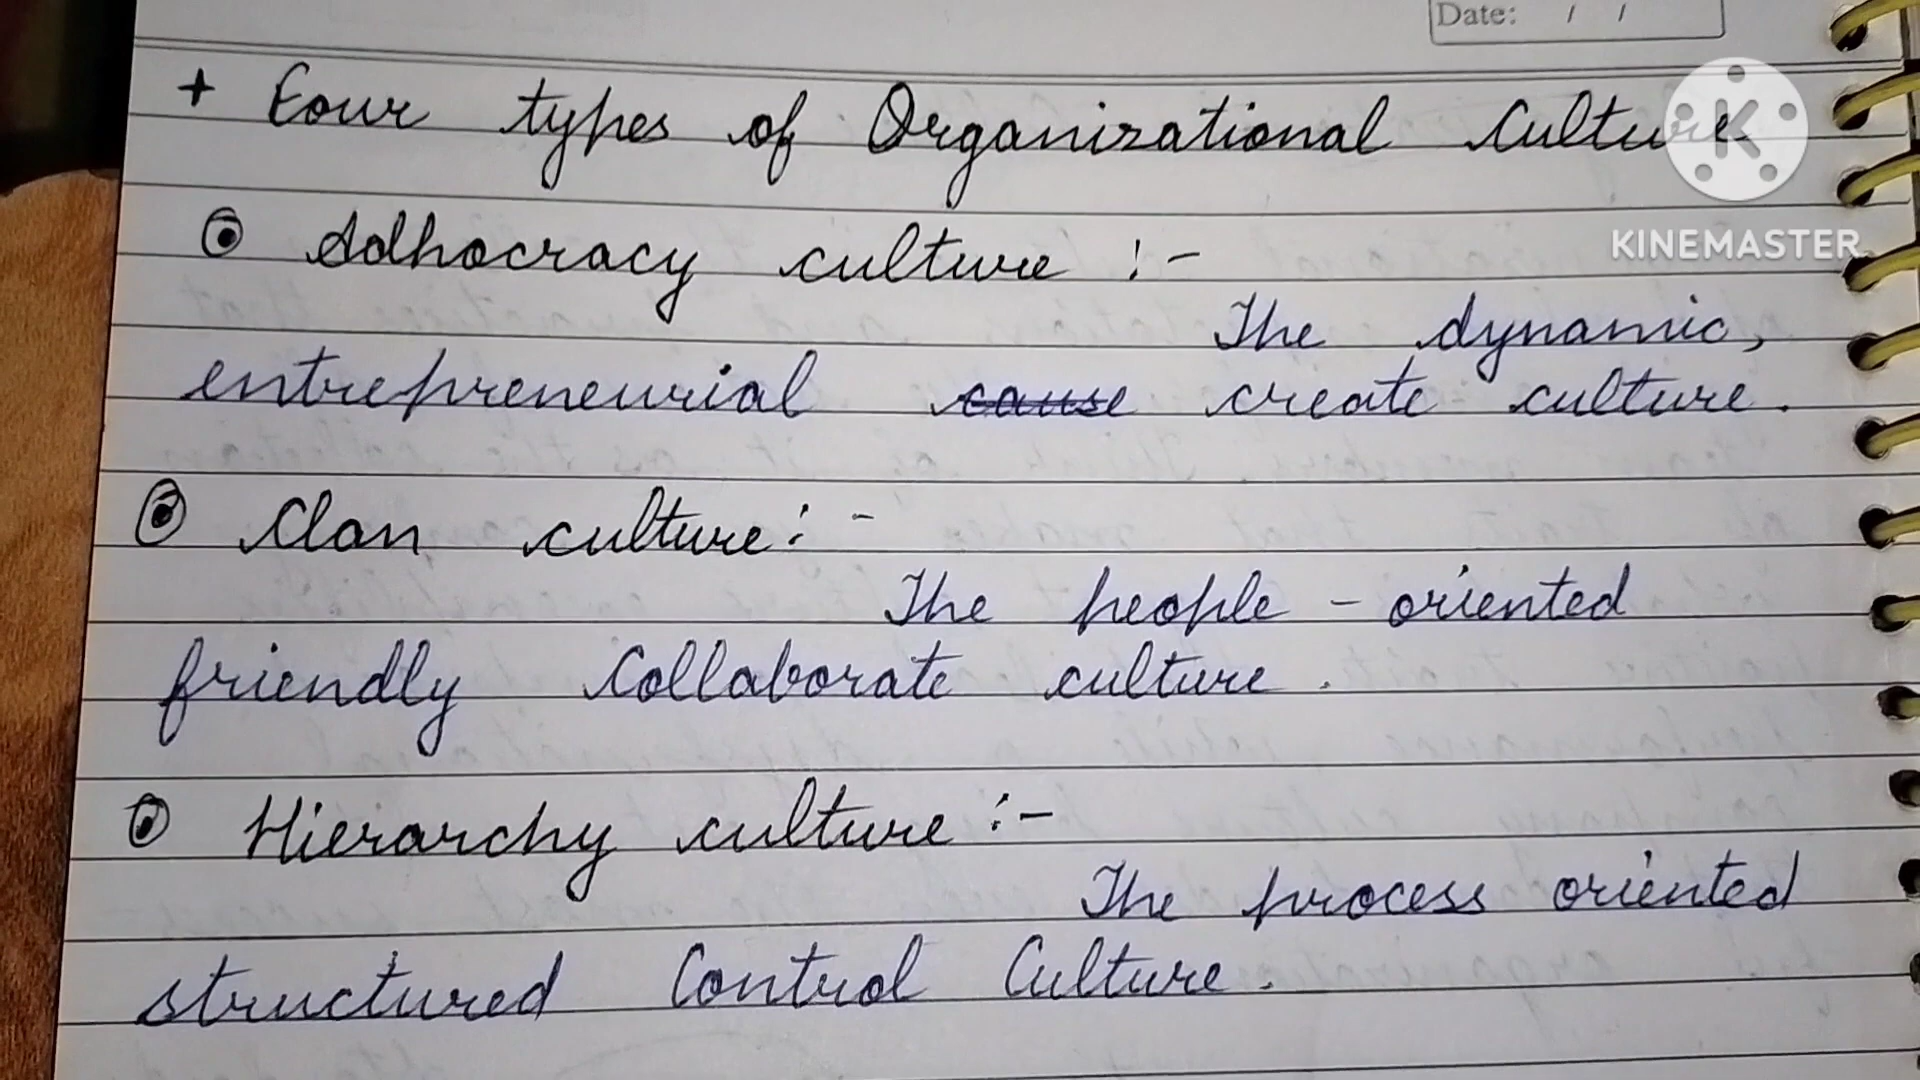 Date: / /
+ Four types of Organizational Culture
K
KINEMASTER
Adhocracy culture :-
The dynamic,
entrepreneurial cause create culture.
Clan culture :-
The people - oriented
friendly Collaborate culture.
Hierarchy culture :-
The process oriented
structured Control Culture.